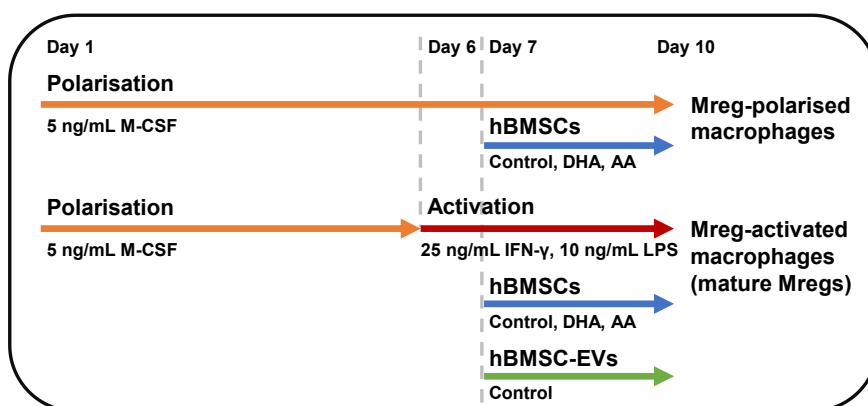 Day 1
Day 6
Day 7
Day 10
Polarisation
5 ng/mL M-CSF
Mreg-polarised
macrophages
hBMSCs
Control, DHA, AA
Polarisation
5 ng/mL M-CSF
Activation
25 ng/mL IFN-γ, 10 ng/mL LPS
Mreg-activated
macrophages
(mature Mregs)
hBMSCs
Control, DHA, AA
hBMSC-EVs
Control